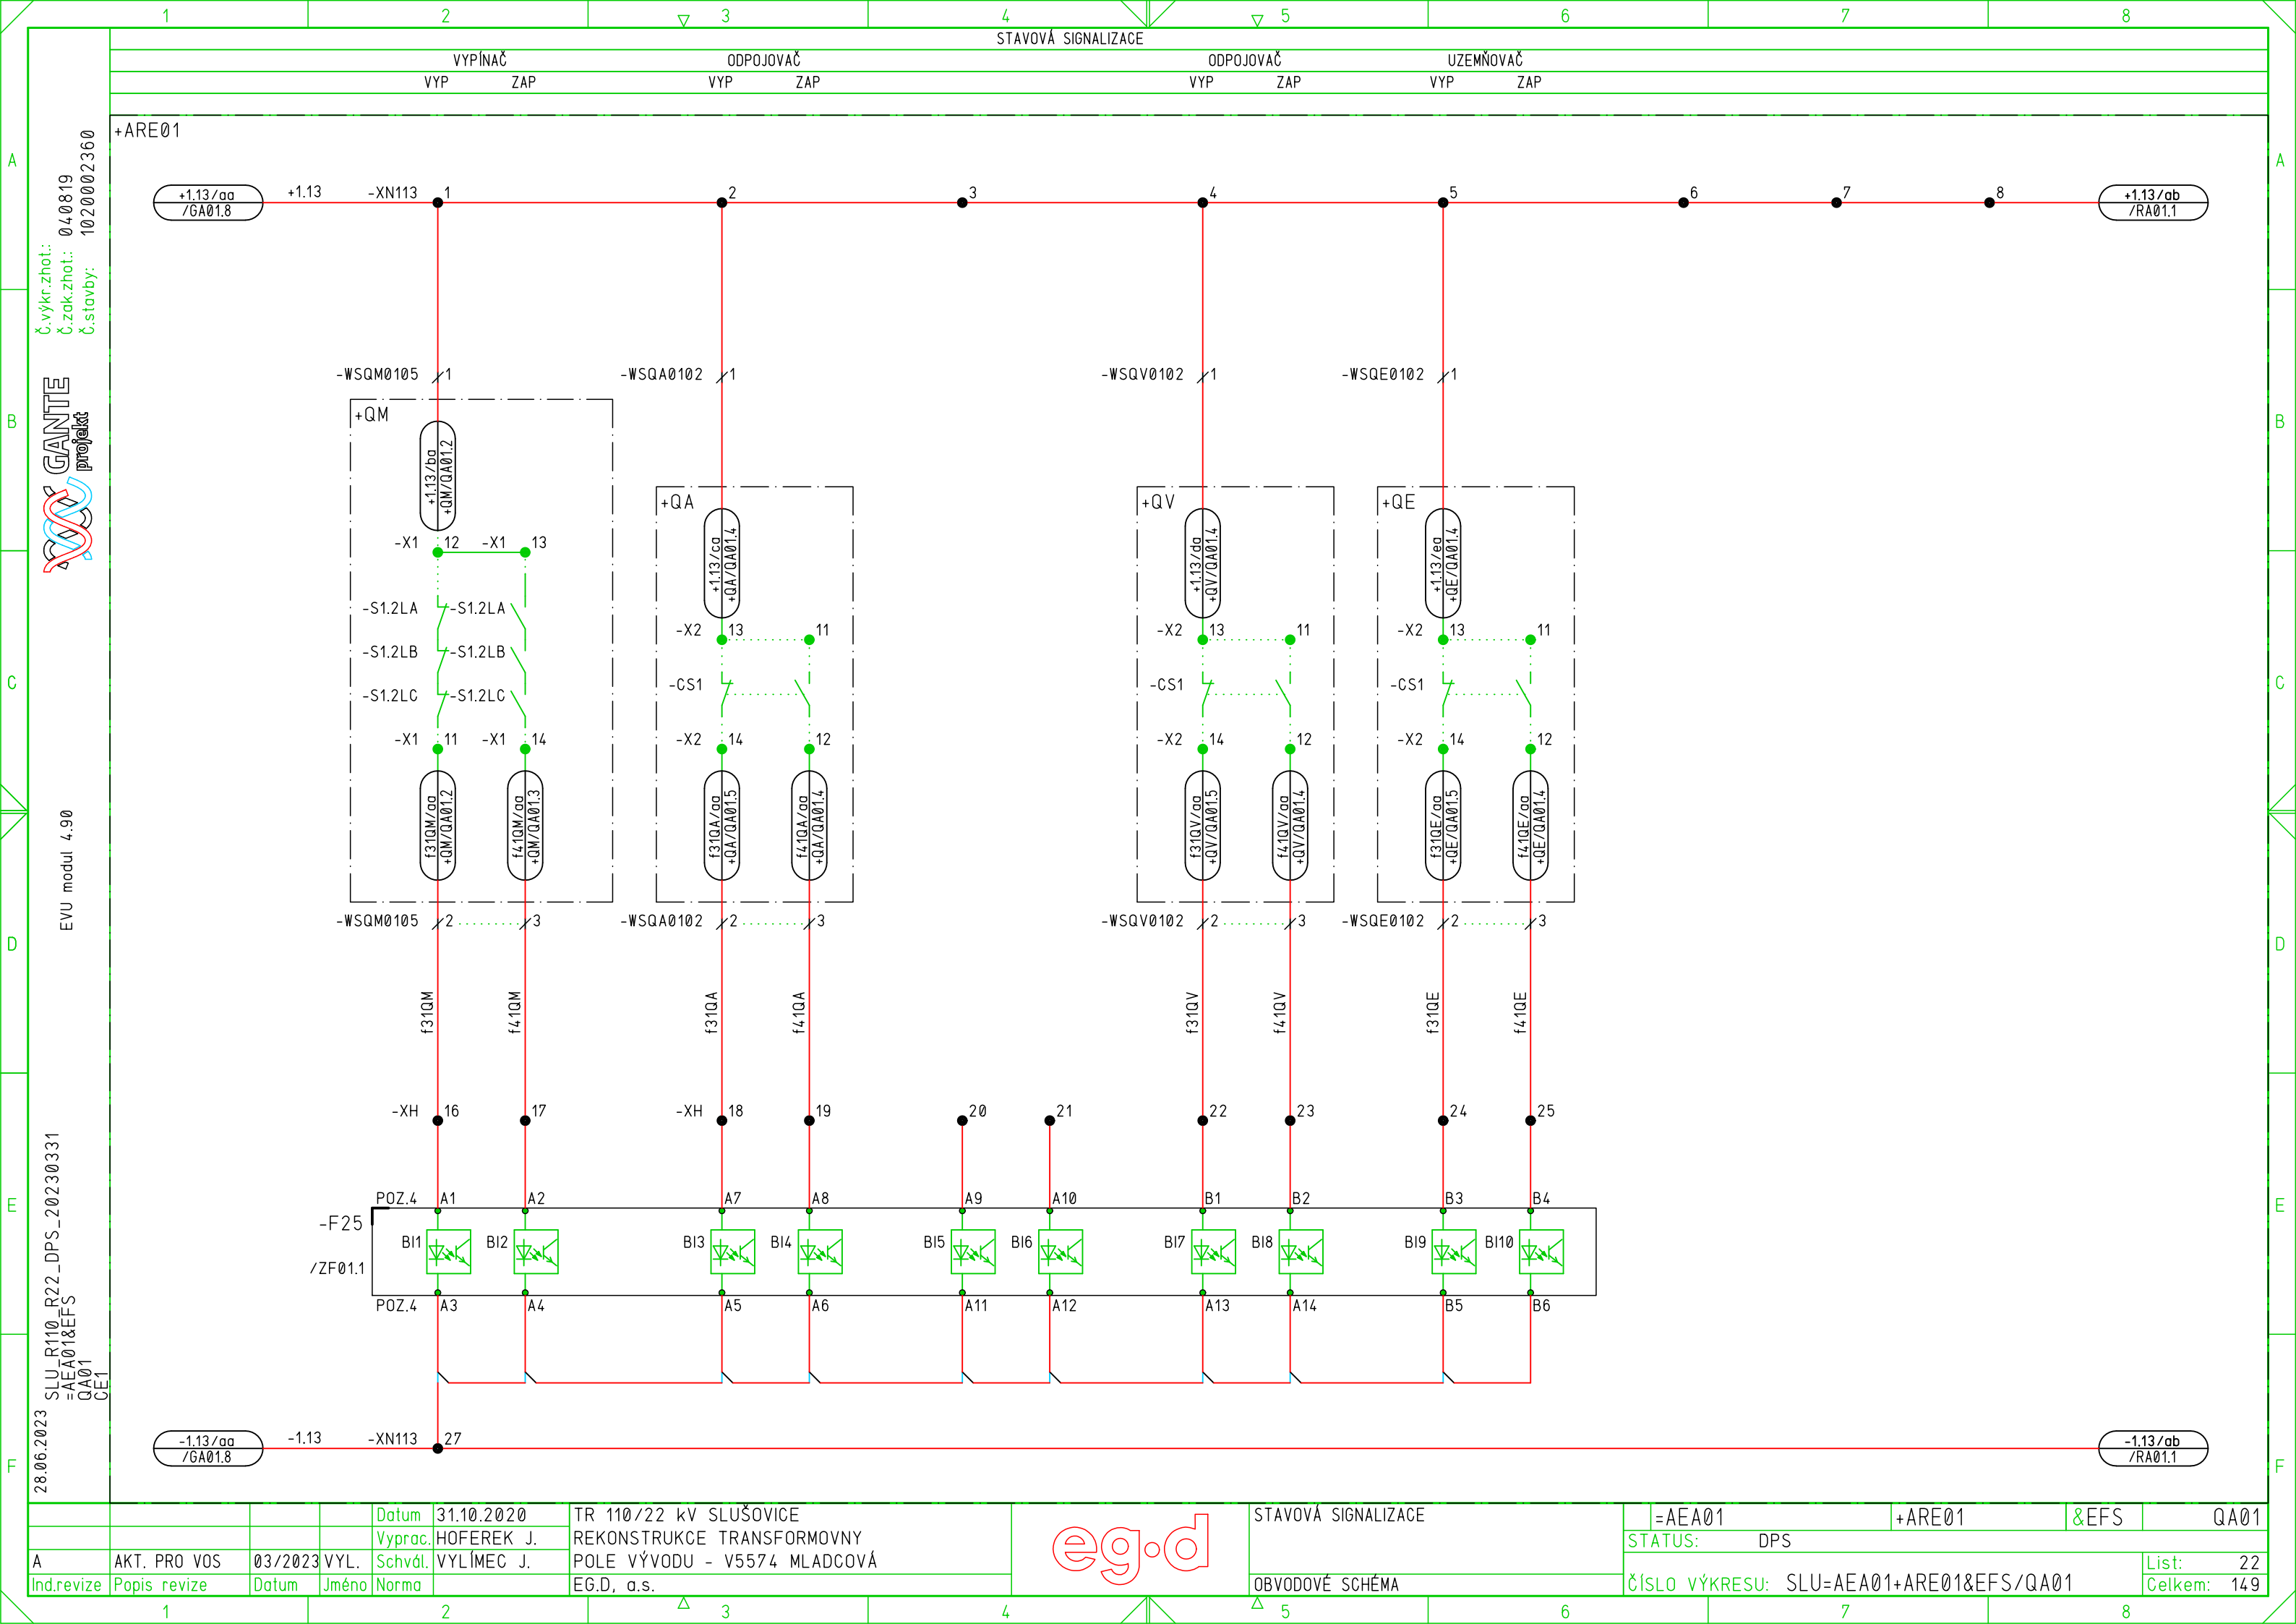 1 2 3 4 5 6 7 8
STAVOVÁ SIGNALIZACE
VYPÍNAČ ODPOJOVAČ ODPOJOVAČ UZEMŇOVAČ
VYP ZAP VYP ZAP VYP ZAP VYP ZAP
+ARE01
A A
+1.13/aa +1.13 -XN113 1 2 3 4 5 6 7 8 +1.13/ab
/GA01.8 /RA01.1
Č.výkr.zhot.:
Č.zak.zhot.: 040819
Č.stavby: 10200002360
-WSQM0105 1 -WSQA0102 1 -WSQV0102 1 -WSQE0102 1
B B
GANTE
projekt
+QM
+1.13/ba
+QM/QA01.2
+QA +QV +QE
+1.13/ca
+QA/QA01.4
+1.13/da
+QV/QA01.4
+1.13/ea
+QE/QA01.4
-X1 12 -X1 13
-S1.2LA -S1.2LA
-X2 13 11 -X2 13 11 -X2 13 11
-S1.2LB -S1.2LB
C C
-CS1 -CS1 -CS1
-S1.2LC -S1.2LC
-X1 11 -X1 14 -X2 14 12 -X2 14 12 -X2 14 12
f31QM/aa
+QM/QA01.2
f41QM/aa
+QM/QA01.3
f31QA/aa
+QA/QA01.5
f41QA/aa
+QA/QA01.4
f31QV/aa
+QV/QA01.5
f41QV/aa
+QV/QA01.4
f31QE/aa
+QE/QA01.5
f41QE/aa
+QE/QA01.4
EVU modul 4.90
-WSQM0105 2 3 -WSQA0102 2 3 -WSQV0102 2 3 -WSQE0102 2 3
D D
f31QM f41QM f31QA f41QA f31QV f41QV f31QE f41QE
-XH 16 17 -XH 18 19 20 21 22 23 24 25
E E
POZ.4 A1 A2 A7 A8 A9 A10 B1 B2 B3 B4
-F25
BI1 BI2 BI3 BI4 BI5 BI6 BI7 BI8 BI9 BI10
/ZF01.1
POZ.4 A3 A4 A5 A6 A11 A12 A13 A14 B5 B6
SLU_R110_R22_DPS_20230331
=AEA01&EFS
QA01
CE1
28.06.2023
-1.13/aa -1.13 -XN113 27 -1.13/ab
/GA01.8 /RA01.1
F F
Datum 31.10.2020 TR 110/22 kV SLUŠOVICE STAVOVÁ SIGNALIZACE =AEA01 +ARE01 &EFS QA01
Vyprac. HOFEREK J. REKONSTRUKCE TRANSFORMOVNY STATUS: DPS
A AKT. PRO VOS 03/2023 VYL. Schvál. VYLÍMEC J. POLE VÝVODU - V5574 MLADCOVÁ List: 22
Ind.revize Popis revize Datum Jméno Norma EG.D, a.s. OBVODOVÉ SCHÉMA ČÍSLO VÝKRESU: SLU=AEA01+ARE01&EFS/QA01 Celkem: 149
eg·d
1 2 3 4 5 6 7 8